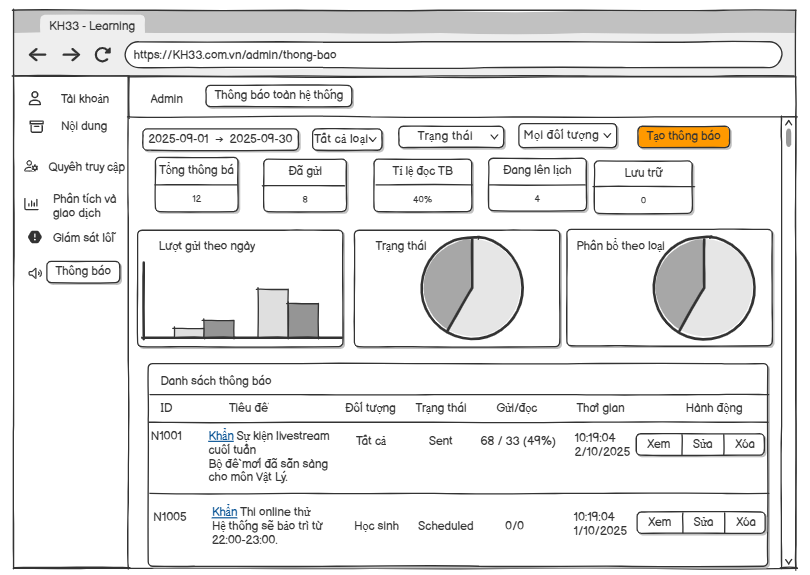 KH33 - Learning
https://KH33.com.vn/admin/thong-bao
Tài khoản
Nội dung
Quyền truy cập
Phân tích và
giao dịch
Giám sát lỗi
Thông báo
Admin
Thông báo toàn hệ thống
2025-09-01 → 2025-09-30
Tất cả loại
Trạng thái
Mọi đối tượng
Tạo thông báo
Tổng thông bá
12
Đã gửi
8
Tỉ lệ đọc TB
40%
Đang lên lịch
4
Lưu trữ
0
Lượt gửi theo ngày
Trạng thái
Phân bổ theo loại
Danh sách thông báo
ID Tiêu đề Đối tượng Trạng thái Gửi/đọc Thời gian Hành động
N1001
Khẩn Sự kiện livestream
cuối tuần
Bộ đề mới đã sẵn sàng
cho môn Vật Lý.
Tất cả
Sent
68 / 33 (49%)
10:19:04
2/10/2025
Xem Sửa Xóa
N1005
Khẩn Thi online thử
Hệ thống sẽ bảo trì từ
22:00-23:00.
Học sinh
Scheduled
0/0
10:19:04
1/10/2025
Xem Sửa Xóa